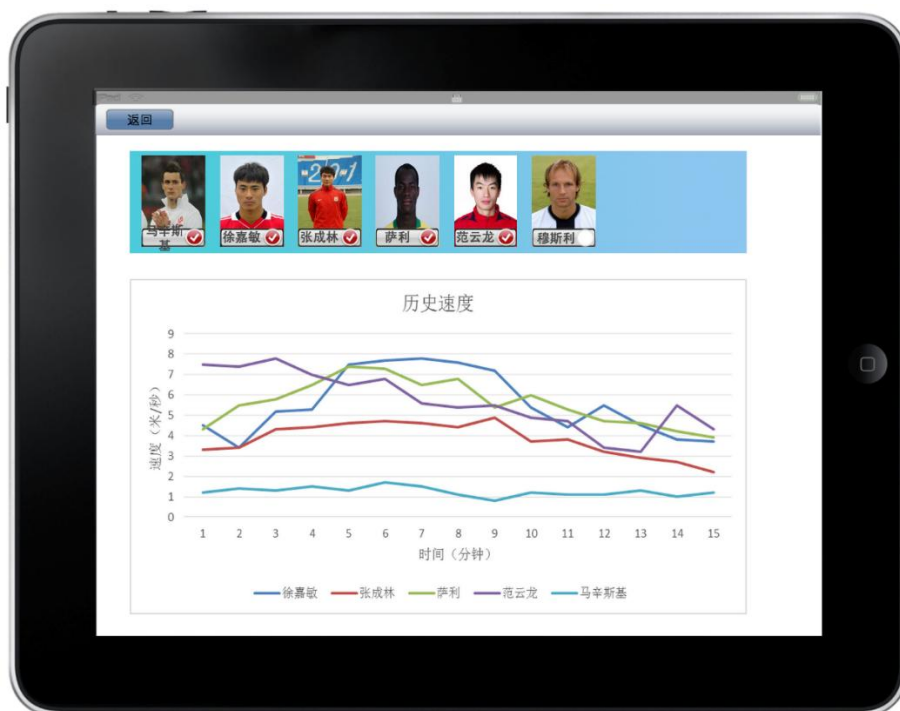 iPad
返回
2-1
马辛斯
基
徐嘉敏
张成林
萨利
范云龙
穆斯利
历史速度
9
8
7
6
5
4
3
2
1
0
速度（米/秒）
1 2 3 4 5 6 7 8 9 10 11 12 13 14 15
时间（分钟）
徐嘉敏 张成林 萨利 范云龙 马辛斯基